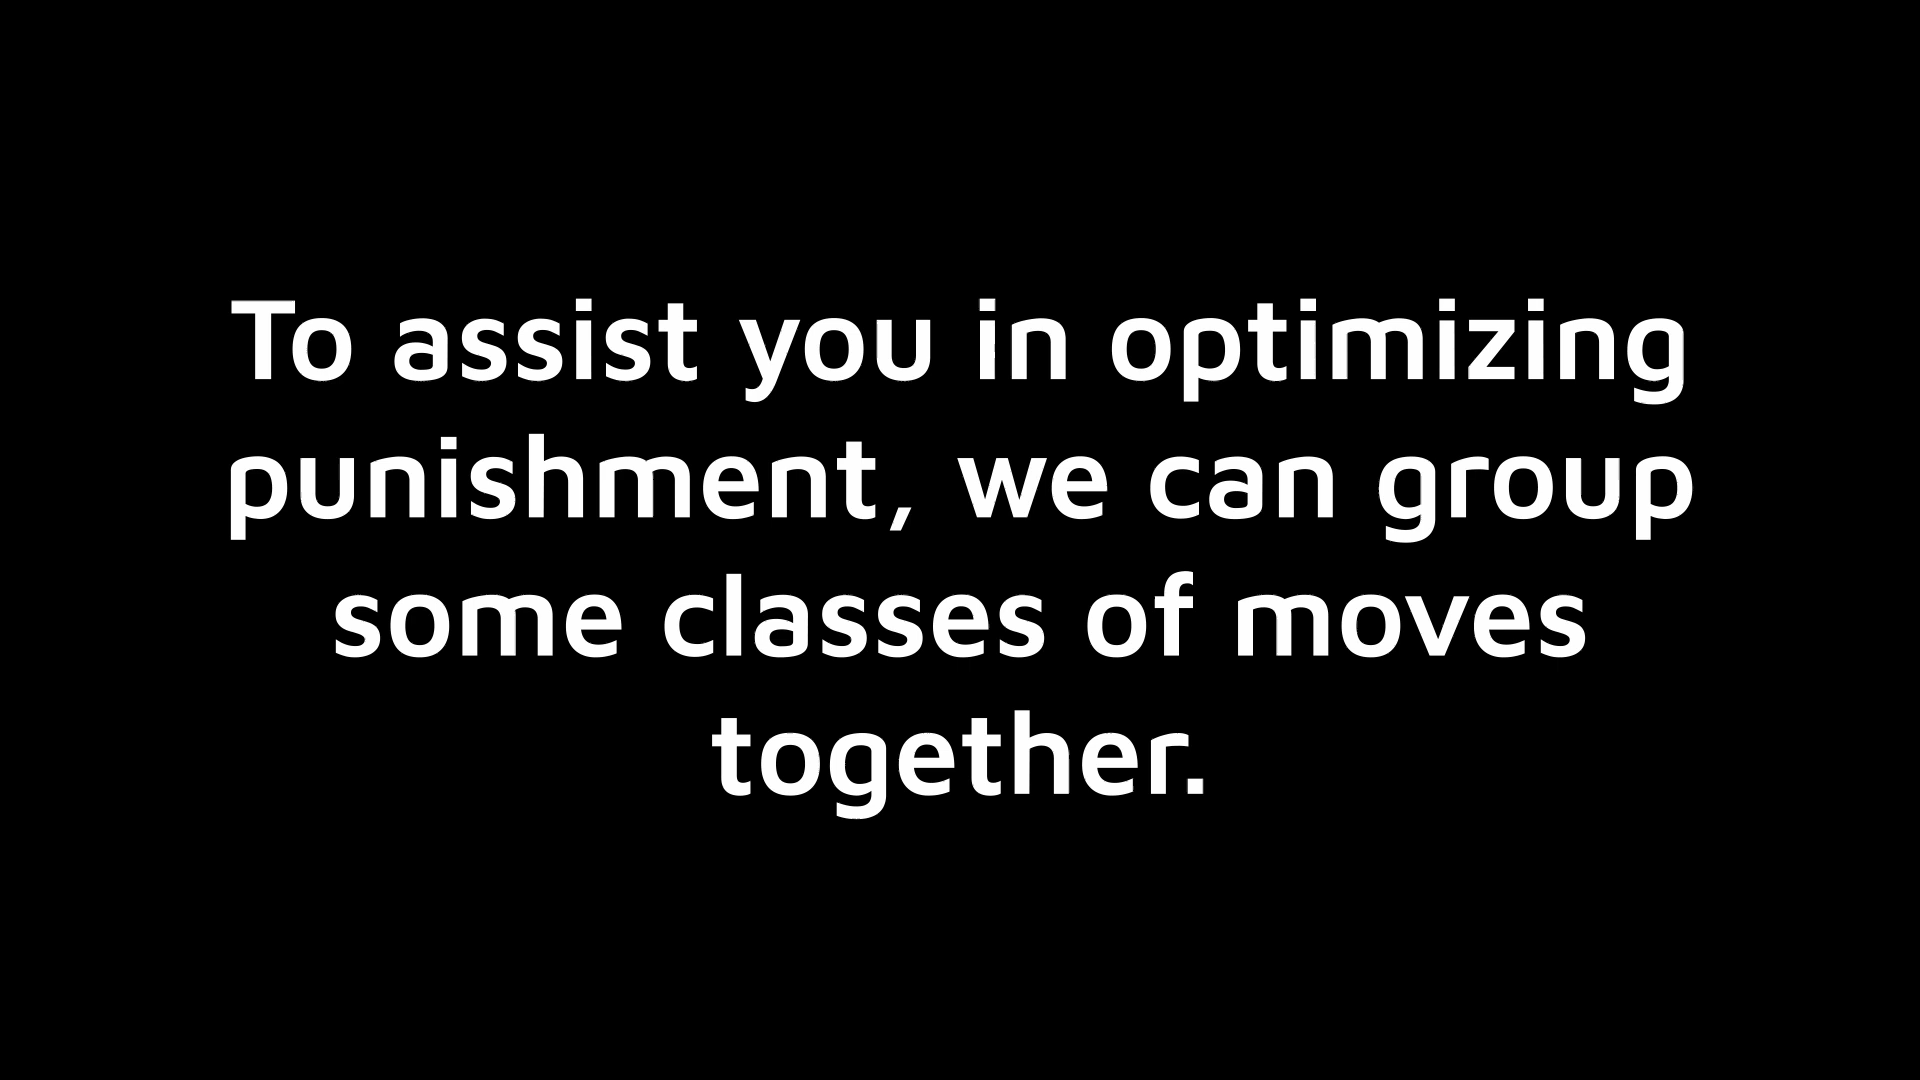 To assist you in optimizing
punishment, we can group
some classes of moves
together.